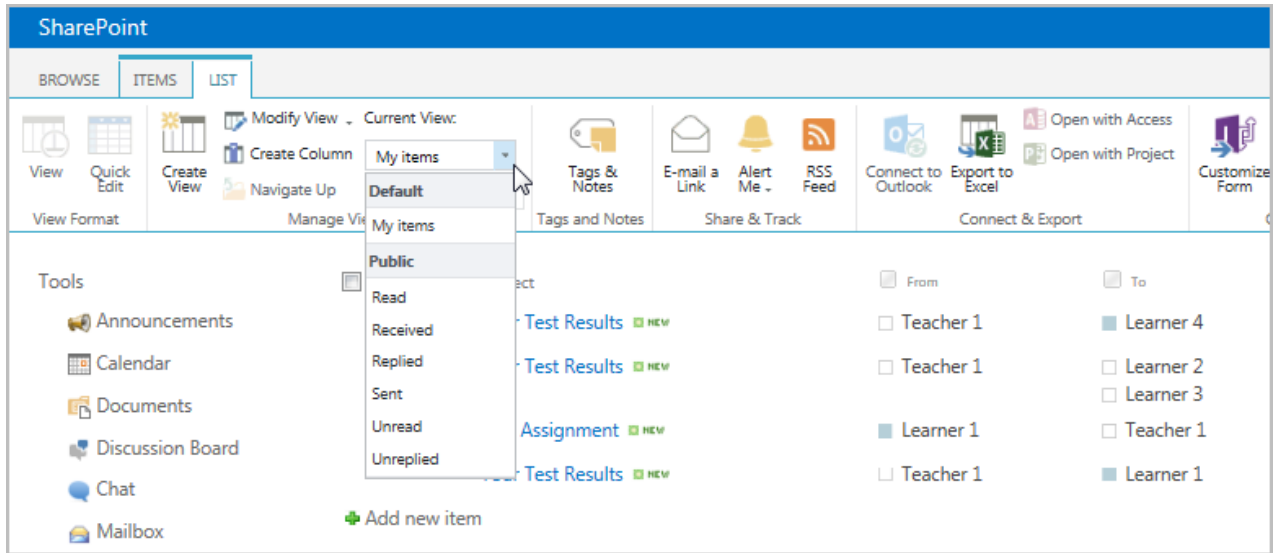 SharePoint
BROWSE ITEMS LIST
View
Quick Edit
View Format
Create View
Modify View
Create Column
Navigate Up
Current View:
My items
Manage Vie
Tags & Notes
Tags and Notes
E-mail a Link
Alert Me
RSS Feed
Share & Track
Connect to Outlook
Export to Excel
Open with Access
Open with Project
Connect & Export
Customize Form
Default
My items
Public
Read
Received
Replied
Sent
Unread
Unreplied
Tools
Announcements
Calendar
Documents
Discussion Board
Chat
Mailbox
ect From To
r Test Results NEW Teacher 1 Learner 4
r Test Results NEW Teacher 1 Learner 2
Learner 3
Assignment NEW Learner 1 Teacher 1
Your Test Results NEW Teacher 1 Learner 1
Add new item